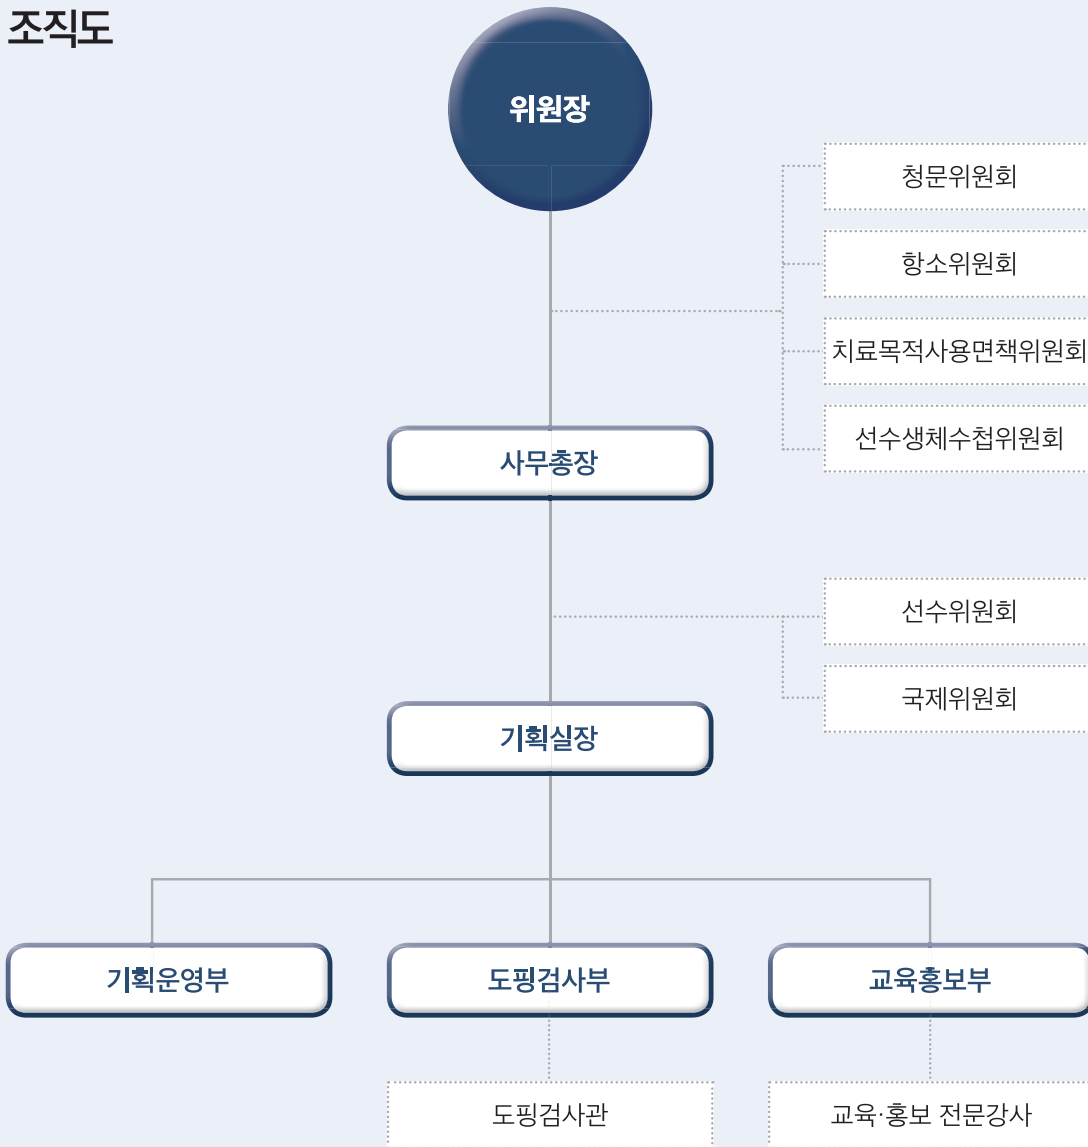 조직도
위원장
청문위원회
항소위원회
치료목적사용면책위원회
선수생체수첩위원회
사무총장
선수위원회
국제위원회
기획실장
기획운영부
도핑검사부
교육홍보부
도핑검사관
교육·홍보 전문강사